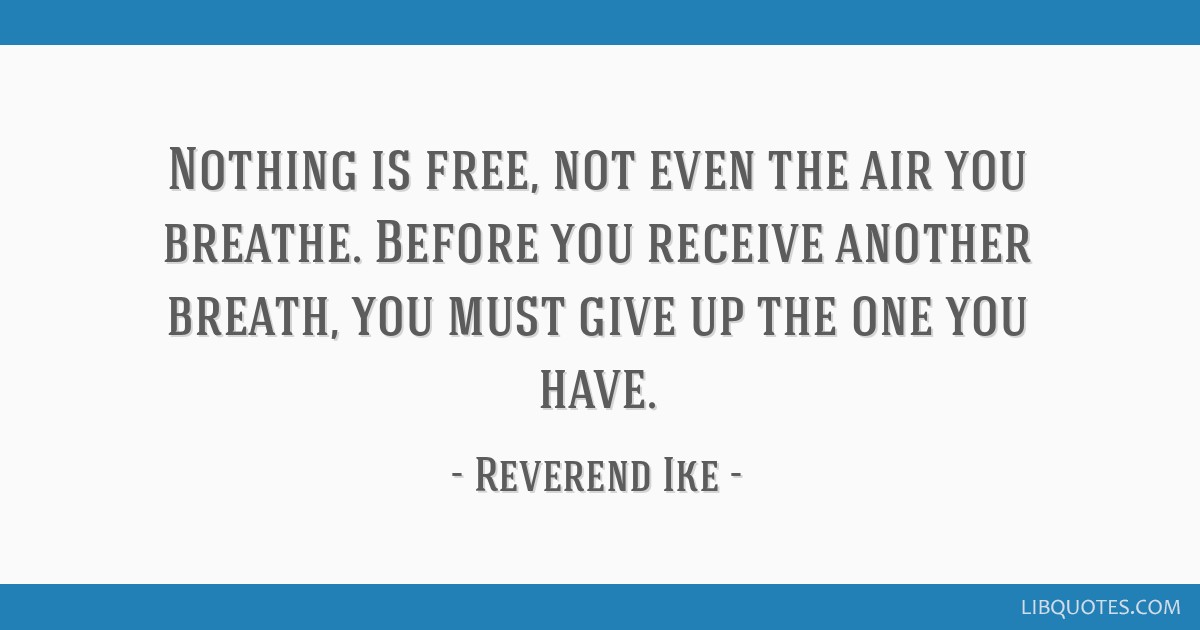 Nothing is free, not even the air you
breathe. Before you receive another
breath, you must give up the one you
have.
- Reverend Ike -
LIBQUOTES.COM